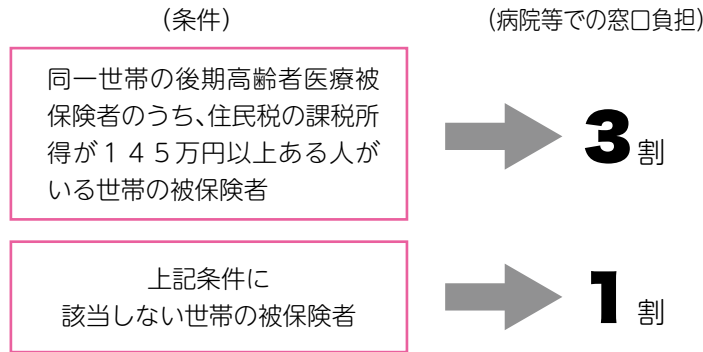 (条件)
(病院等での窓口負担)
同一世帯の後期高齢者医療被
保険者のうち、住民税の課税所
得が１４５万円以上ある人が
いる世帯の被保険者
3割
上記条件に
該当しない世帯の被保険者
1割